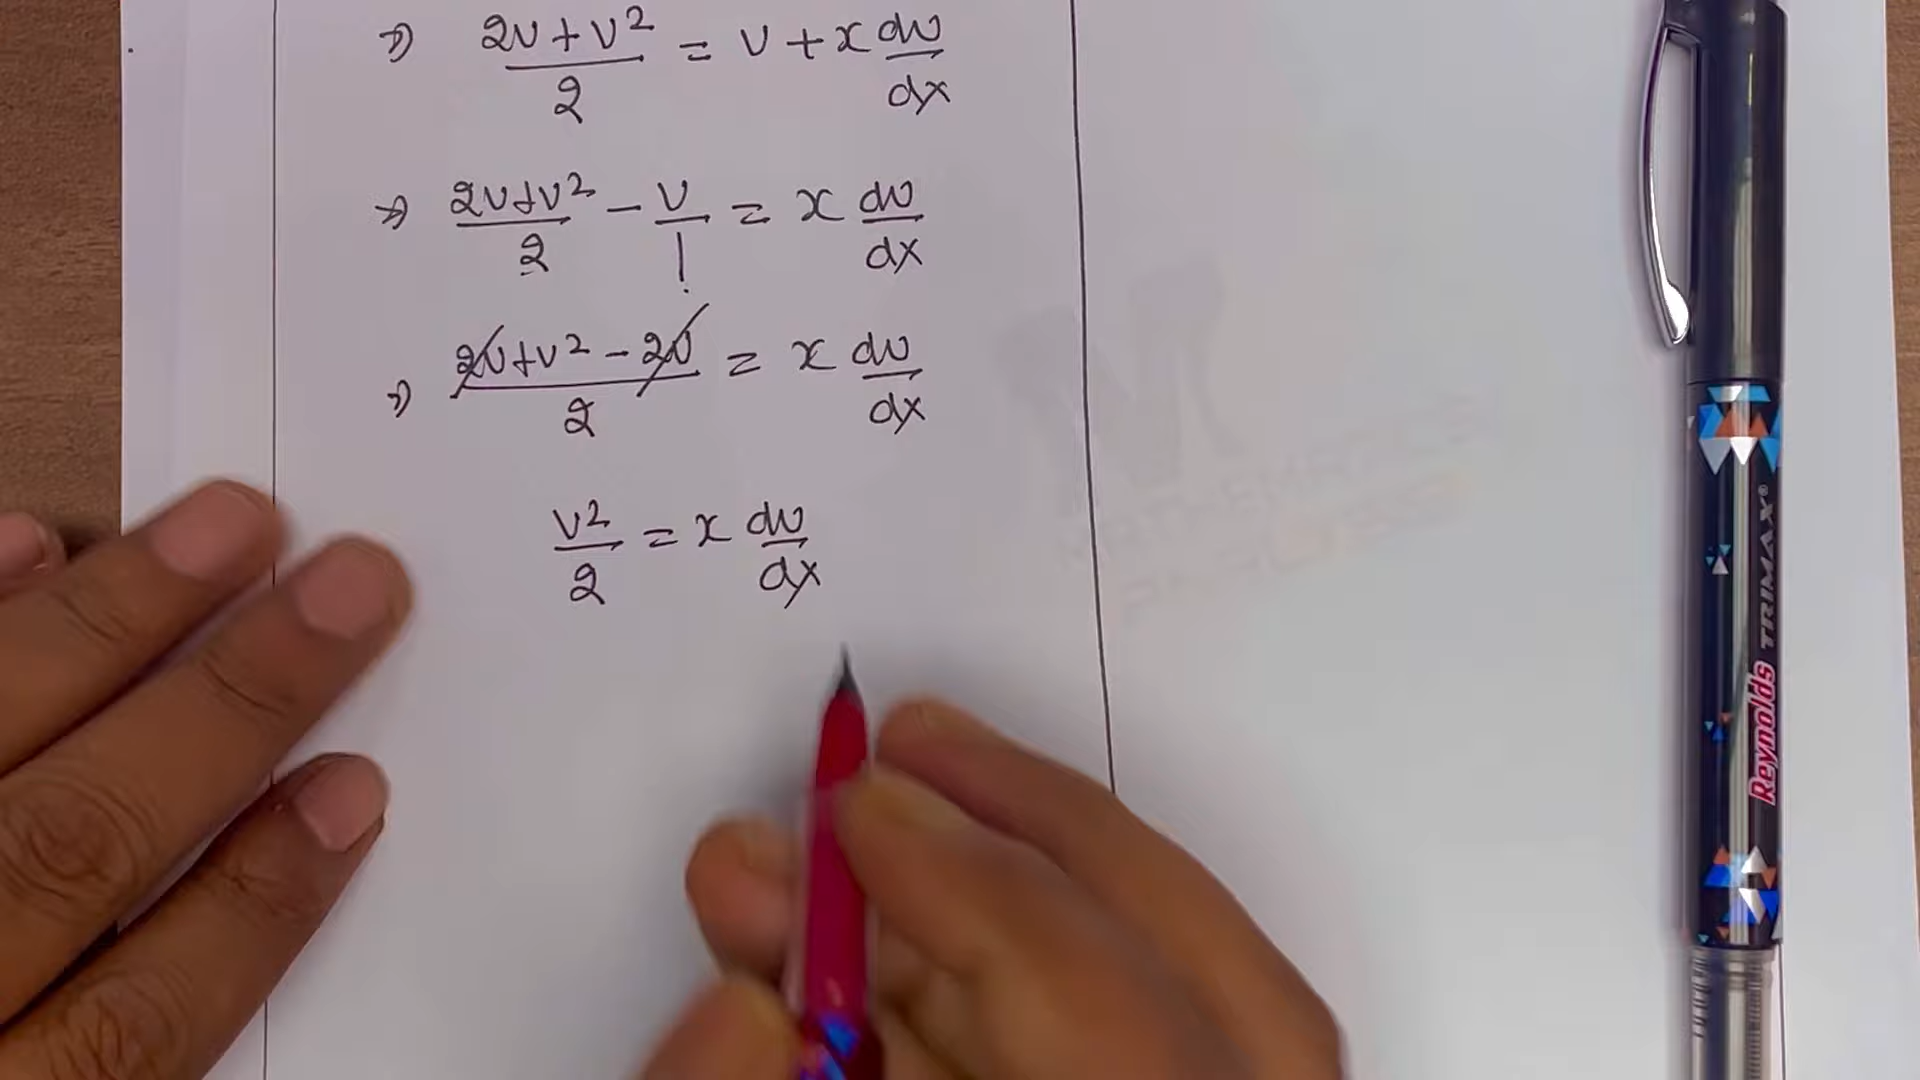 ⇒ (2v+v²)/2 = v + x dv/dx
⇒ (2v+v²)/2 - v/1 = x dv/dx
⇒ (2v+v²-2v)/2 = x dv/dx
v²/2 = x dv/dx
Reynolds TRIMAX®